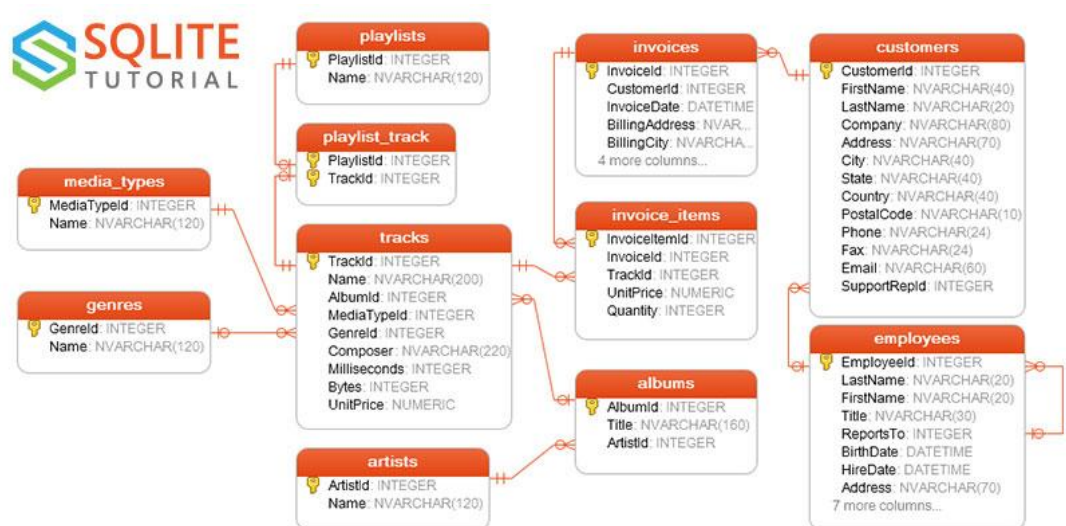 SQLITE
TUTORIAL
playlists
PlaylistId: INTEGER
Name: NVARCHAR(120)
playlist_track
PlaylistId: INTEGER
TrackId: INTEGER
media_types
MediaTypeId: INTEGER
Name: NVARCHAR(120)
genres
GenreId: INTEGER
Name: NVARCHAR(120)
tracks
TrackId: INTEGER
Name: NVARCHAR(200)
AlbumId: INTEGER
MediaTypeId: INTEGER
GenreId: INTEGER
Composer: NVARCHAR(220)
Milliseconds: INTEGER
Bytes: INTEGER
UnitPrice: NUMERIC
artists
ArtistId: INTEGER
Name: NVARCHAR(120)
invoices
InvoiceId: INTEGER
CustomerId: INTEGER
InvoiceDate: DATETIME
BillingAddress: NVAR...
BillingCity: NVARCHA...
4 more columns...
invoice_items
InvoiceItemId: INTEGER
InvoiceId: INTEGER
TrackId: INTEGER
UnitPrice: NUMERIC
Quantity: INTEGER
albums
AlbumId: INTEGER
Title: NVARCHAR(160)
ArtistId: INTEGER
customers
CustomerId: INTEGER
FirstName: NVARCHAR(40)
LastName: NVARCHAR(20)
Company: NVARCHAR(80)
Address: NVARCHAR(70)
City: NVARCHAR(40)
State: NVARCHAR(40)
Country: NVARCHAR(40)
PostalCode: NVARCHAR(10)
Phone: NVARCHAR(24)
Fax: NVARCHAR(24)
Email: NVARCHAR(60)
SupportRepId: INTEGER
employees
EmployeeId: INTEGER
LastName: NVARCHAR(20)
FirstName: NVARCHAR(20)
Title: NVARCHAR(30)
ReportsTo: INTEGER
BirthDate: DATETIME
HireDate: DATETIME
Address: NVARCHAR(70)
7 more columns...